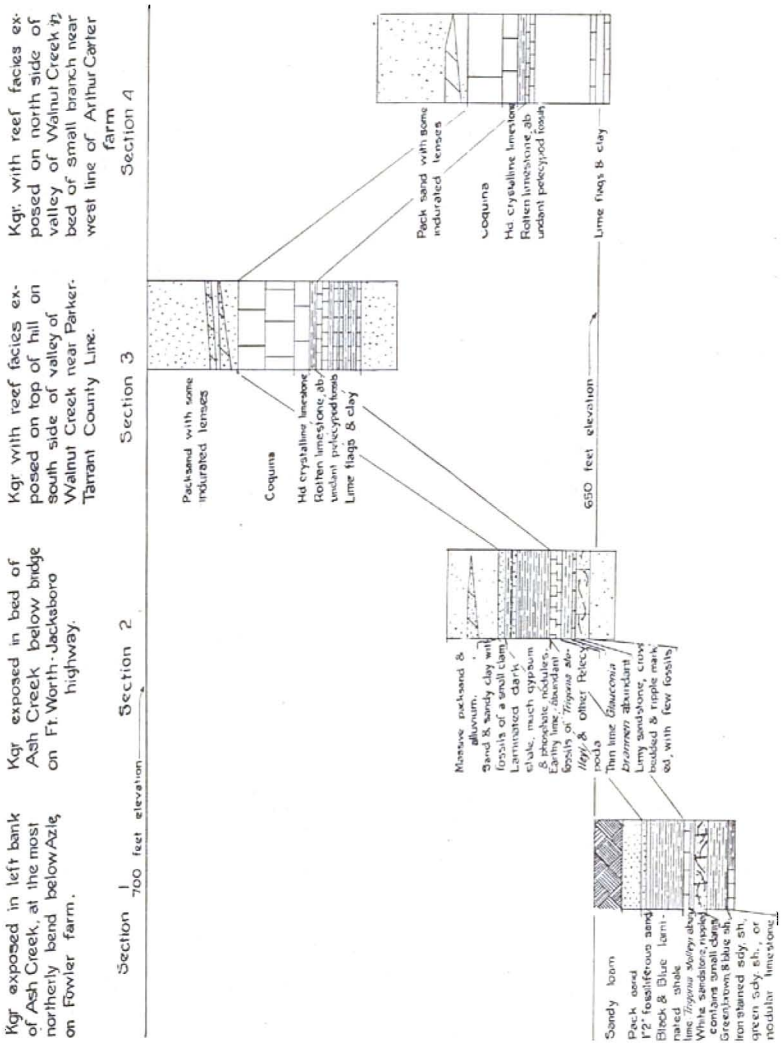 Kgr exposed in left bank
of Ash Creek, at the most
northerly bend below Azle,
on Fowler farm.
Section 1
Kgr exposed in bed of
Ash Creek below bridge
on Ft. Worth-Jacksboro
highway.
Section 2
Kgr with reef facies ex-
posed on top of hill on
south side of valley of
Walnut Creek near Parker-
Tarrant County Line.
Section 3
Kgr. with reef facies ex-
posed on north side of
valley of Walnut Creek in
bed of small branch near
west line of Arthur Carter
farm
Section 4
700 feet elevation
650 feet elevation
Sandy loam
Pack sand
1'2" fossiliferous sand
Black & Blue lami-
nated shale
lime Trigonia stolleyi abun
White sandstone, rippled
contains small clams
Green, brown, & blue sh.
Iron stained sdy. sh.
green sdy. sh., or
nodular limestone
Massive packsand &
alluvium.
Sand & sandy clay with
fossils of a small clam
Laminated dark
shale, much gypsum
& phosphate nodules.
Earthy lime, abundant
fossils of Trigonia sto-
lleyi & other Pelecy
poda
Thin lime Glauconia
branneri abundant
Limy sandstone, cross
bedded & ripple mark
ed, with few fossils
Packsand with some
indurated lenses
Coquina
Hd crystalline limestone
Rotten limestone, ab
undant pelecypod fossils
Lime flags & clay
Pack sand with some
indurated lenses
Coquina
Hd crystalline limestone
Rotten limestone, ab
undant pelecypod fossils
Lime flags & clay